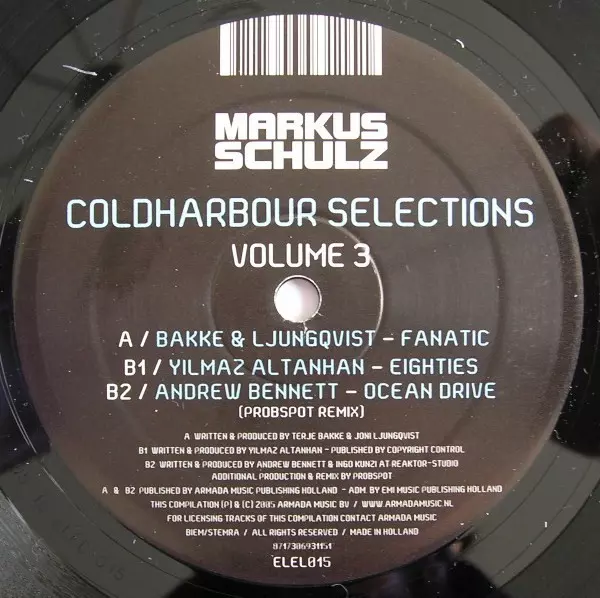 MARKUS
SCHULZ
COLDHARBOUR SELECTIONS
VOLUME 3
A / BAKKE & LJUNGQVIST – FANATIC
B1 / YILMAZ ALTANHAN – EIGHTIES
B2 / ANDREW BENNETT – OCEAN DRIVE
(PROBSPOT REMIX)
A WRITTEN & PRODUCED BY TERJE BAKKE & JONI LJUNGQVIST
B1 WRITTEN & PRODUCED BY YILMAZ ALTANHAN – PUBLISHED BY COPYRIGHT CONTROL
B2 WRITTEN & PRODUCED BY ANDREW BENNETT & INGO KUNZI AT REAKTOR-STUDIO
ADDITIONAL PRODUCTION & REMIX BY PROBSPOT
A & B2 PUBLISHED BY ARMADA MUSIC PUBLISHING HOLLAND – ADM. BY EMI MUSIC PUBLISHING HOLLAND
THIS COMPILATION (P) & (C) 2005 ARMADA MUSIC BV / WWW.ARMADAMUSIC.NL
FOR LICENSING TRACKS OF THIS COMPILATION CONTACT ARMADA MUSIC
BIEM/STEMRA / ALL RIGHTS RESERVED / MADE IN HOLLAND
8717306931151
ELEL015